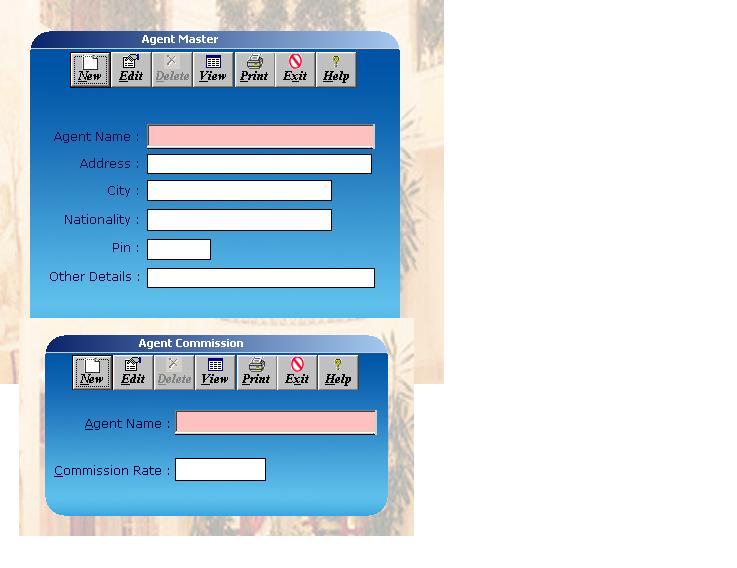 Agent Master
New Edit Delete View Print Exit Help
Agent Name :
Address :
City :
Nationality :
Pin :
Other Details :
Agent Commission
New Edit Delete View Print Exit Help
Agent Name :
Commission Rate :